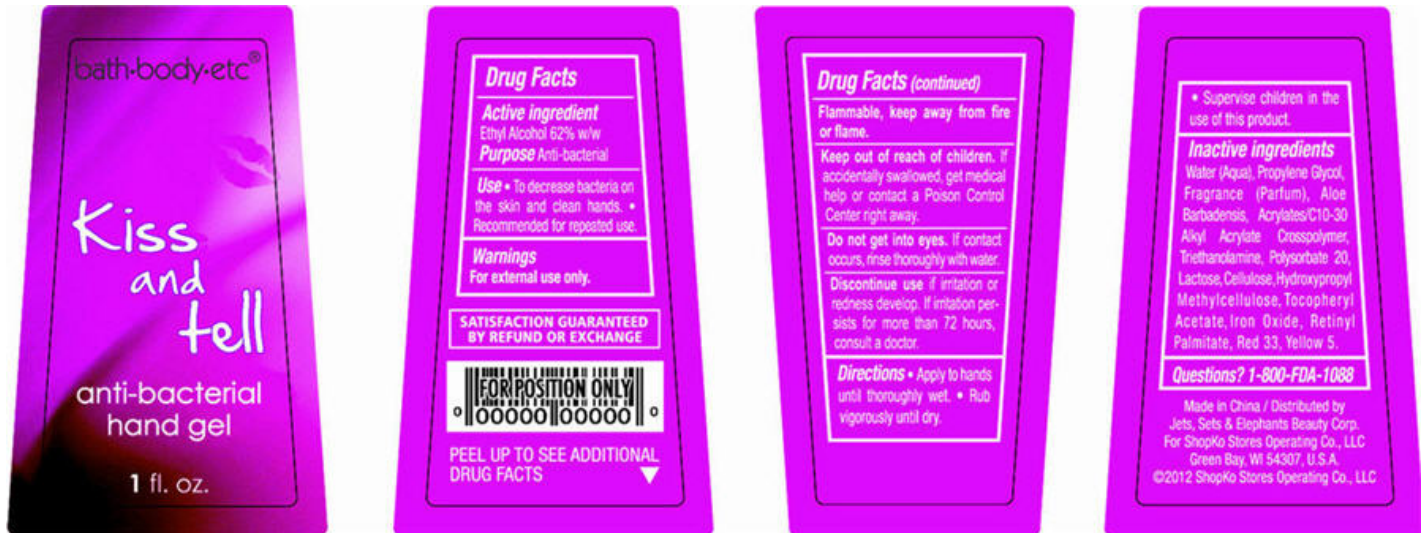 bath•body•etc®
Kiss
and
tell
anti-bacterial
hand gel
1 fl. oz.
Drug Facts
Active ingredient
Ethyl Alcohol 62% w/w
Purpose Anti-bacterial
Use • To decrease bacteria on
the skin and clean hands. •
Recommended for repeated use.
Warnings
For external use only.
SATISFACTION GUARANTEED
BY REFUND OR EXCHANGE
FOR POSITION ONLY
0 00000 00000 0
PEEL UP TO SEE ADDITIONAL
DRUG FACTS
Drug Facts (continued)
Flammable, keep away from fire
or flame.
Keep out of reach of children. If
accidentally swallowed, get medical
help or contact a Poison Control
Center right away.
Do not get into eyes. If contact
occurs, rinse thoroughly with water.
Discontinue use if irritation or
redness develop. If irritation per-
sists for more than 72 hours,
consult a doctor.
Directions • Apply to hands
until thoroughly wet. • Rub
vigorously until dry.
• Supervise children in the
use of this product.
Inactive ingredients
Water (Aqua), Propylene Glycol,
Fragrance (Parfum), Aloe
Barbadensis, Acrylates/C10-30
Alkyl Acrylate Crosspolymer,
Triethanolamine, Polysorbate 20,
Lactose, Cellulose, Hydroxypropyl
Methylcellulose, Tocopheryl
Acetate, Iron Oxide, Retinyl
Palmitate, Red 33, Yellow 5.
Questions? 1-800-FDA-1088
Made in China / Distributed by
Jets, Sets & Elephants Beauty Corp.
For ShopKo Stores Operating Co., LLC
Green Bay, WI 54307, U.S.A.
©2012 ShopKo Stores Operating Co., LLC